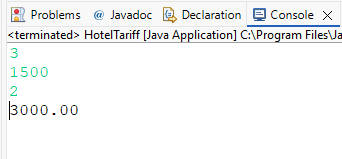 Problems @ Javadoc Declaration Console
<terminated> HotelTariff [Java Application] C:\Program Files\Ja
3
1500
2
3000.00